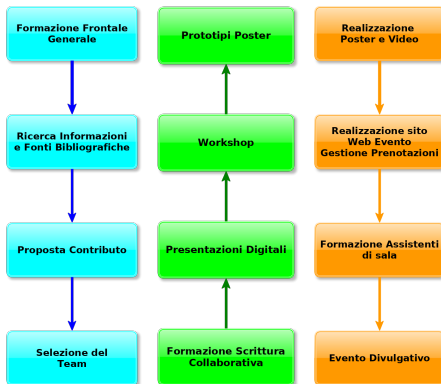 Formazione Frontale
Generale
Ricerca Informazioni
e Fonti Bibliografiche
Proposta Contributo
Selezione del
Team
Prototipi Poster
Workshop
Presentazioni Digitali
Formazione Scrittura
Collaborativa
Realizzazione
Poster e Video
Realizzazione sito
Web Evento
Gestione Prenotazioni
Formazione Assistenti
di sala
Evento Divulgativo